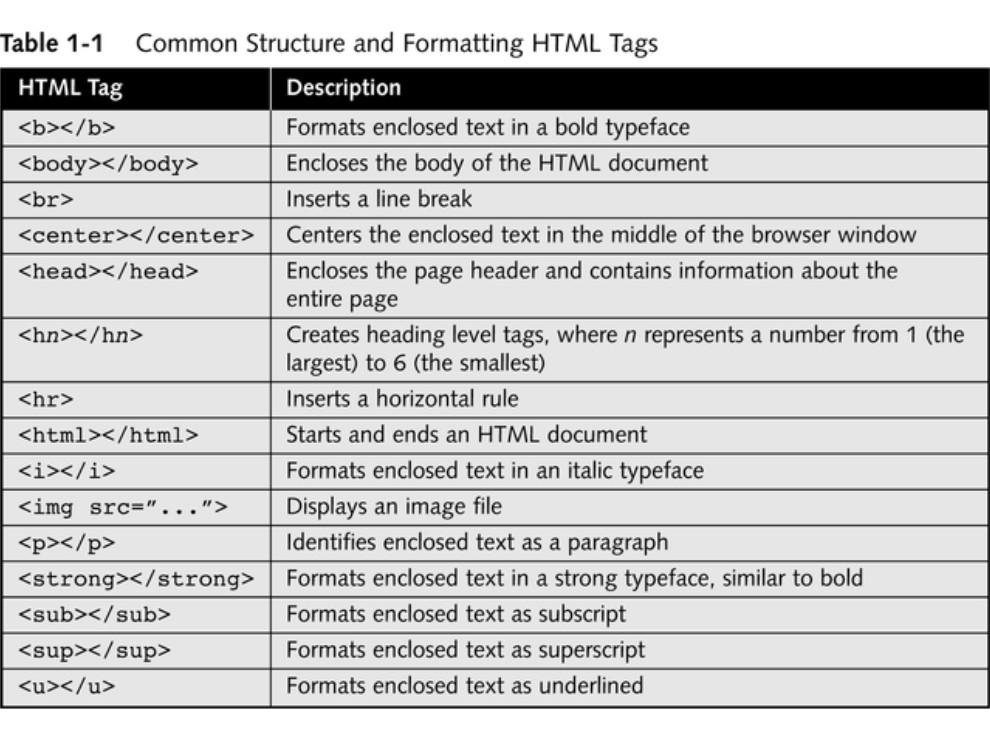 Table 1-1 Common Structure and Formatting HTML Tags
HTML Tag Description
<b></b> Formats enclosed text in a bold typeface
<body></body> Encloses the body of the HTML document
<br> Inserts a line break
<center></center> Centers the enclosed text in the middle of the browser window
<head></head> Encloses the page header and contains information about the
entire page
<hn></hn> Creates heading level tags, where n represents a number from 1 (the
largest) to 6 (the smallest)
<hr> Inserts a horizontal rule
<html></html> Starts and ends an HTML document
<i></i> Formats enclosed text in an italic typeface
<img src="..."> Displays an image file
<p></p> Identifies enclosed text as a paragraph
<strong></strong> Formats enclosed text in a strong typeface, similar to bold
<sub></sub> Formats enclosed text as subscript
<sup></sup> Formats enclosed text as superscript
<u></u> Formats enclosed text as underlined